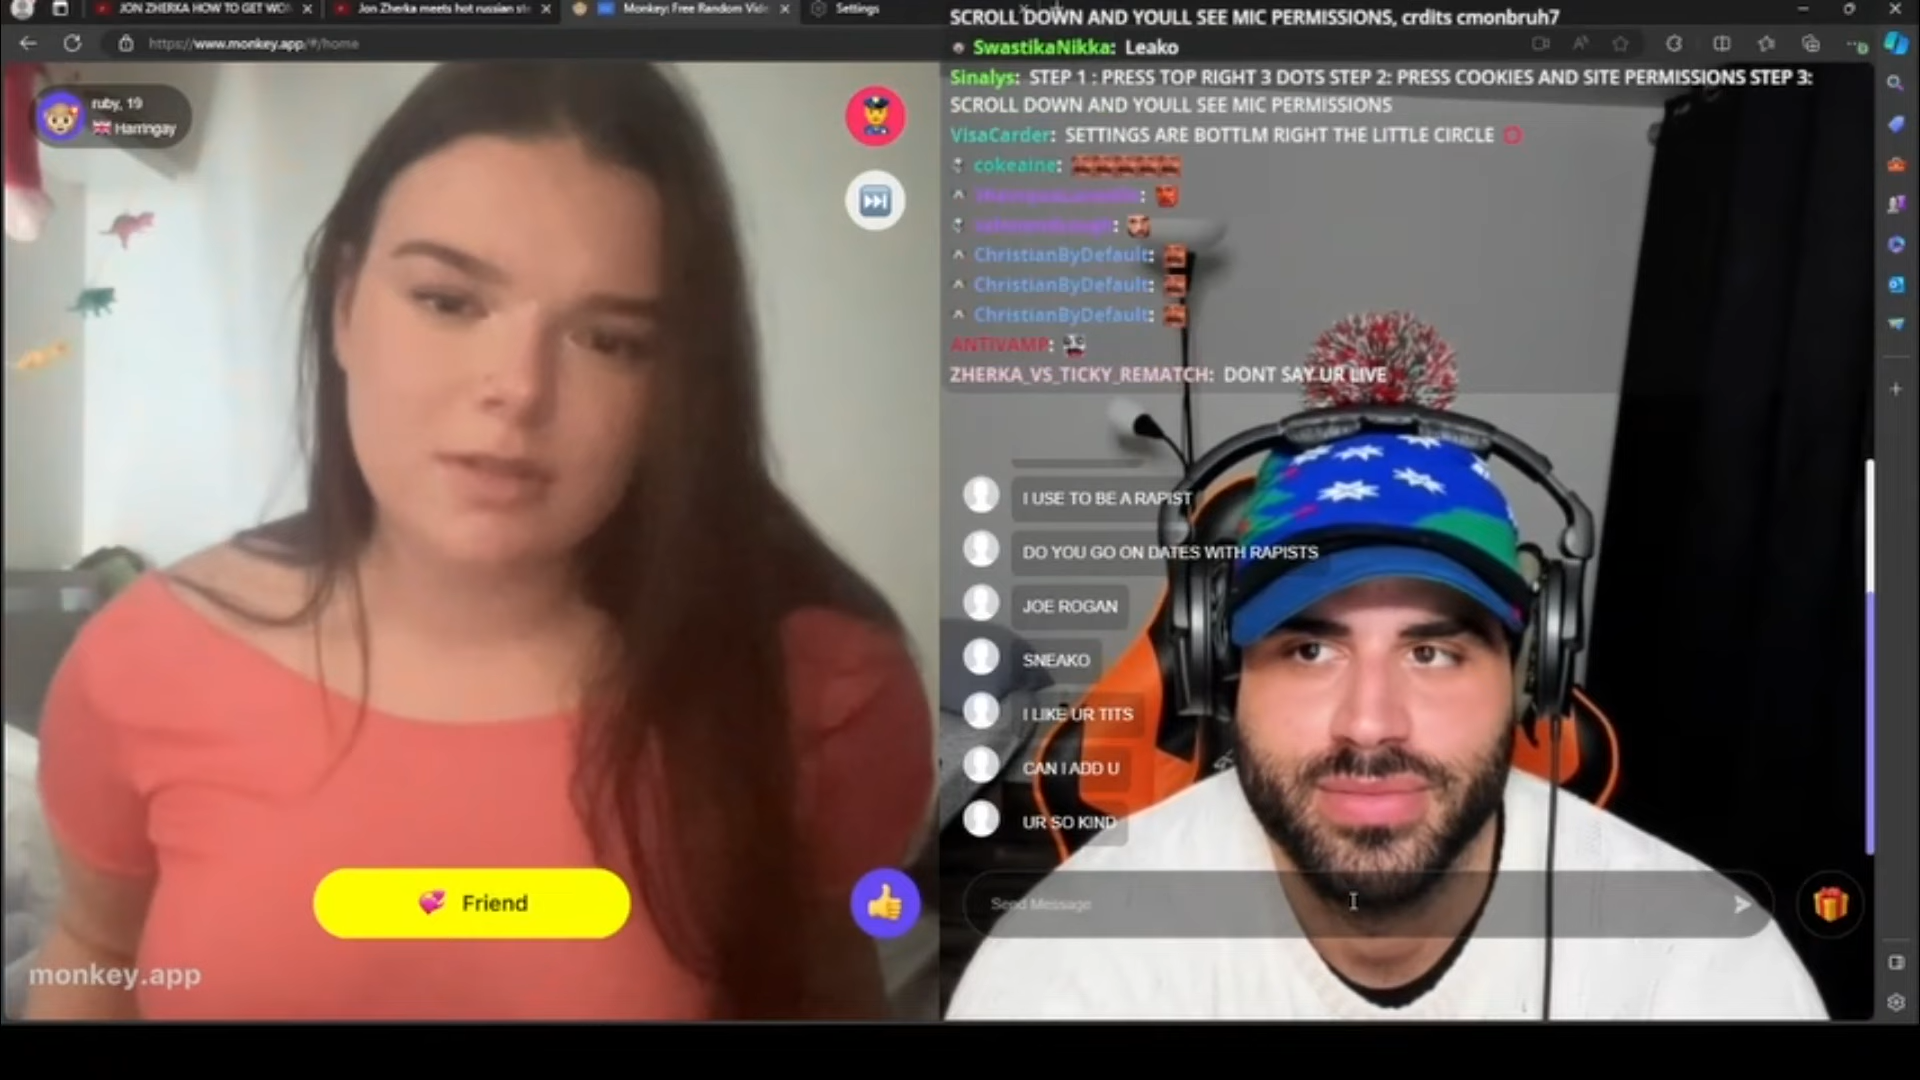 JON ZHERKA HOW TO GET WO
Jon Zherka meets hot russian st
Monkey: Free Random Vide
Settings
https://www.monkey.app/#/home
ruby, 19
Harringay
Friend
monkey.app
SCROLL DOWN AND YOULL SEE MIC PERMISSIONS, crdits cmonbruh7
SwastikaNikka: Leako
Sinalys: STEP 1 : PRESS TOP RIGHT 3 DOTS STEP 2: PRESS COOKIES AND SITE PERMISSIONS STEP 3:
SCROLL DOWN AND YOULL SEE MIC PERMISSIONS
VisaCarder: SETTINGS ARE BOTTLM RIGHT THE LITTLE CIRCLE
cokeaine:
ChristianByDefault:
ChristianByDefault:
ChristianByDefault:
ANTIVAMP:
ZHERKA_VS_TICKY_REMATCH: DONT SAY UR LIVE
I USE TO BE A RAPIST
DO YOU GO ON DATES WITH RAPISTS
JOE ROGAN
SNEAKO
I LIKE UR TITS
CAN I ADD U
UR SO KIND
Send Message